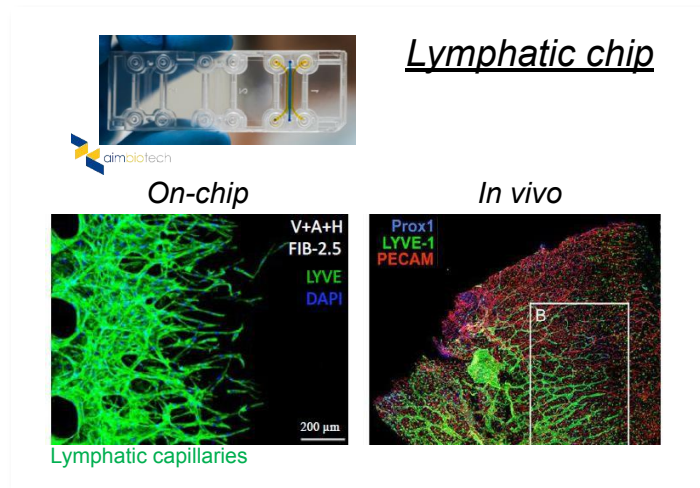 Lymphatic chip
aimbiotech
On-chip
In vivo
V+A+H
FIB-2.5
LYVE
DAPI
200 µm
Lymphatic capillaries
Prox1
LYVE-1
PECAM
B